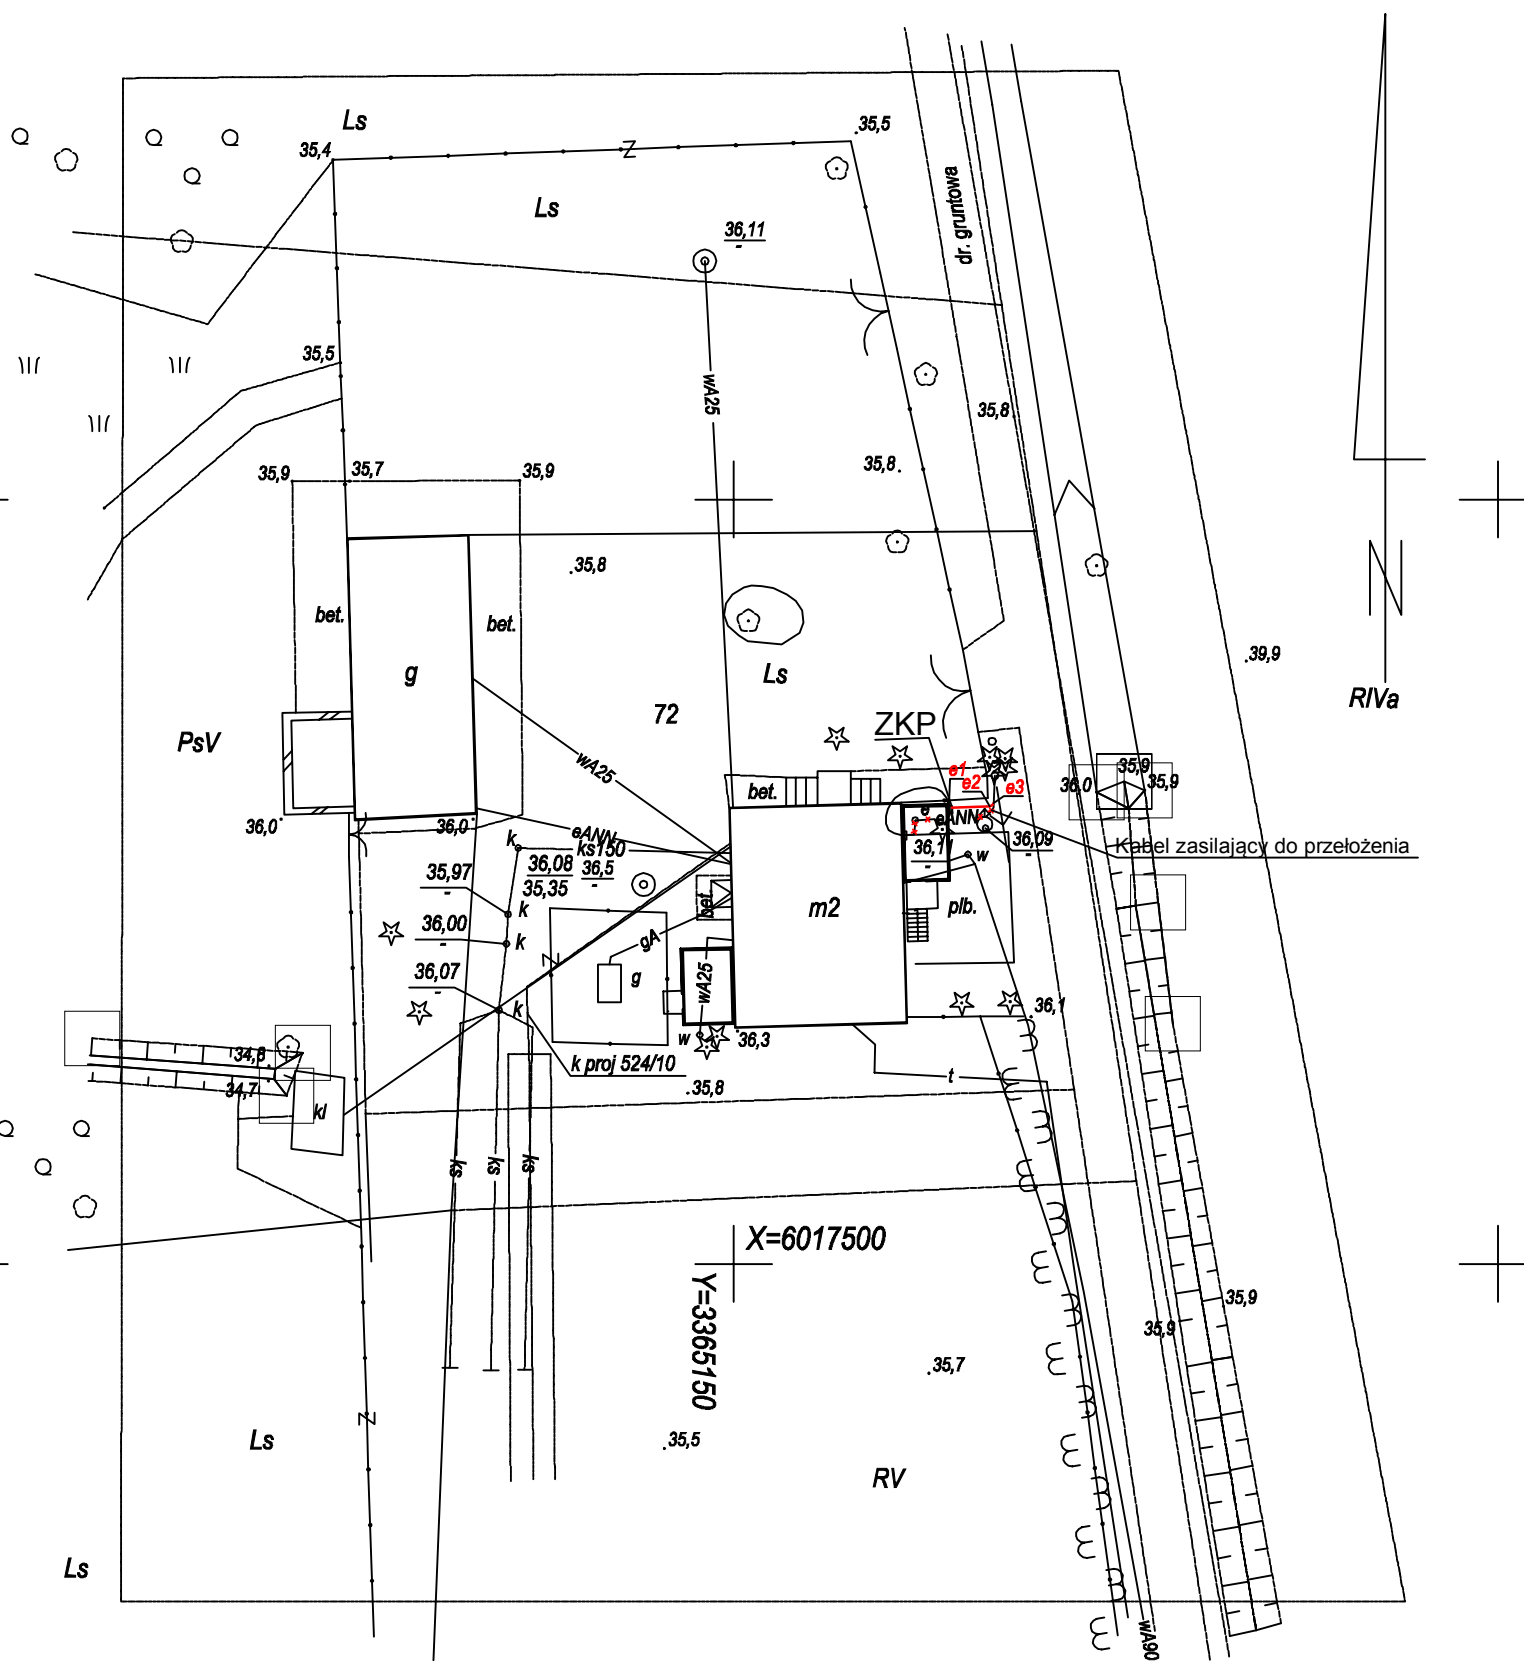 Ls
35,4
Z
35,5
Ls
36,11
-
dr. gruntowa
35,5
wA25
35,8
35,8
35,9
35,7
35,9
35,8
bet.
bet.
g
Ls
39,9
72
RIVa
N
PsV
ZKP
wA25
e1
e2
e3
bet.
36,0
35,9
35,9
e
eANN
36,0
36,0
eANN
k
ks150
36,11
-
w
36,09
-
Kabel zasilający do przełożenia
35,97
-
36,08
35,35
36,5
-
k
bet.
m2
plb.
36,00
-
k
gA
36,07
-
Z
g
wA25
k
36,1
w
36,3
34,8
k proj 524/10
t
34,7
kl
35,8
ks
ks
ks
X=6017500
Y=3365150
35,9
35,9
35,7
Z
Ls
35,5
RV
Ls
wA90